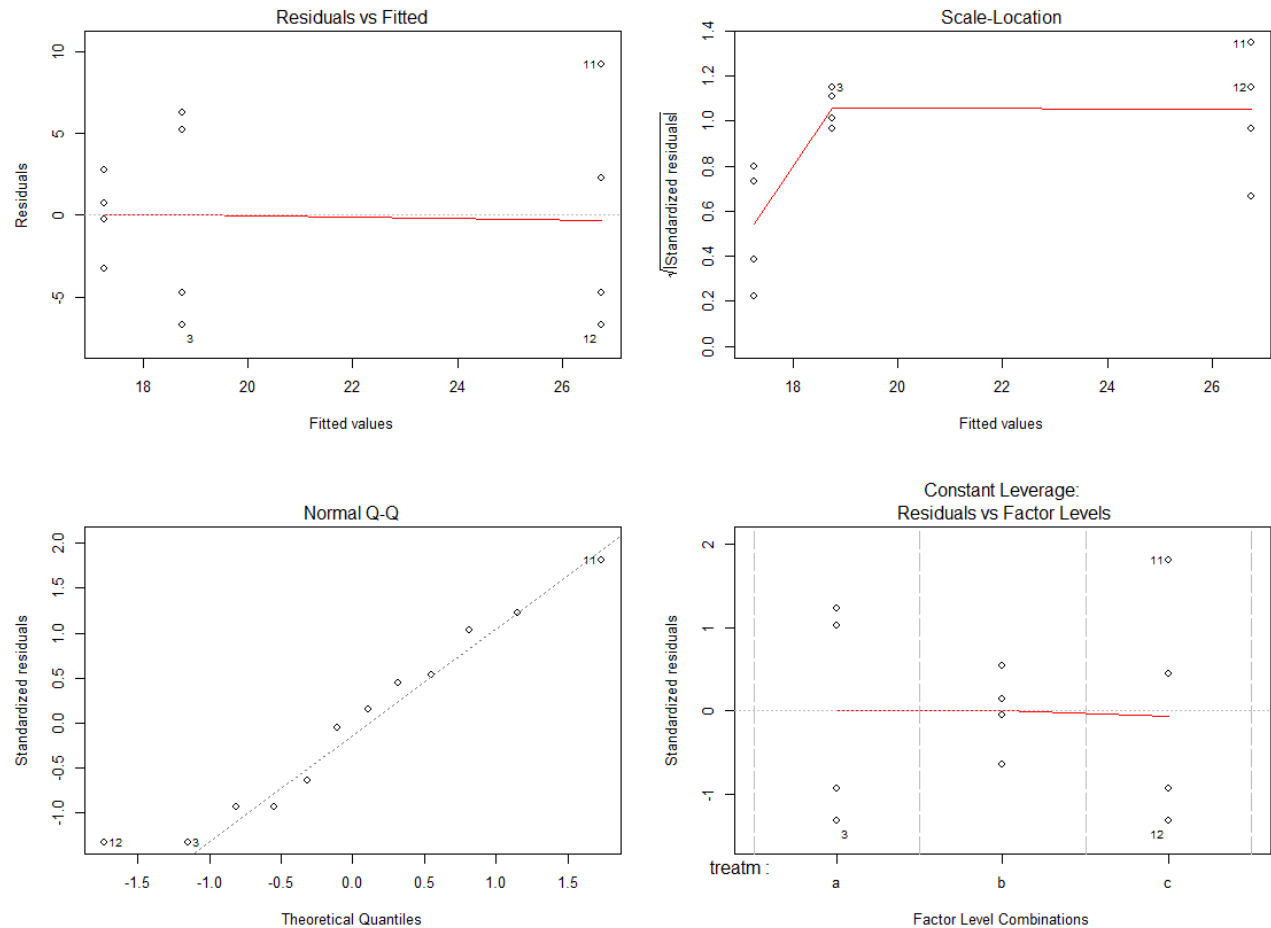 Residuals vs Fitted
10
5
0
-5
11
3
12
18 20 22 24 26
Residuals
Fitted values
Scale-Location
1.4
1.2
1.0
0.8
0.6
0.4
0.2
0.0
11
3
12
18 20 22 24 26
√|Standardized residuals|
Fitted values
Normal Q-Q
2.0
1.5
1.0
0.5
0.0
-0.5
-1.0
11
12
3
-1.5 -1.0 -0.5 0.0 0.5 1.0 1.5
Standardized residuals
Theoretical Quantiles
Constant Leverage:
Residuals vs Factor Levels
2
1
0
-1
11
3
12
treatm :
a b c
Standardized residuals
Factor Level Combinations